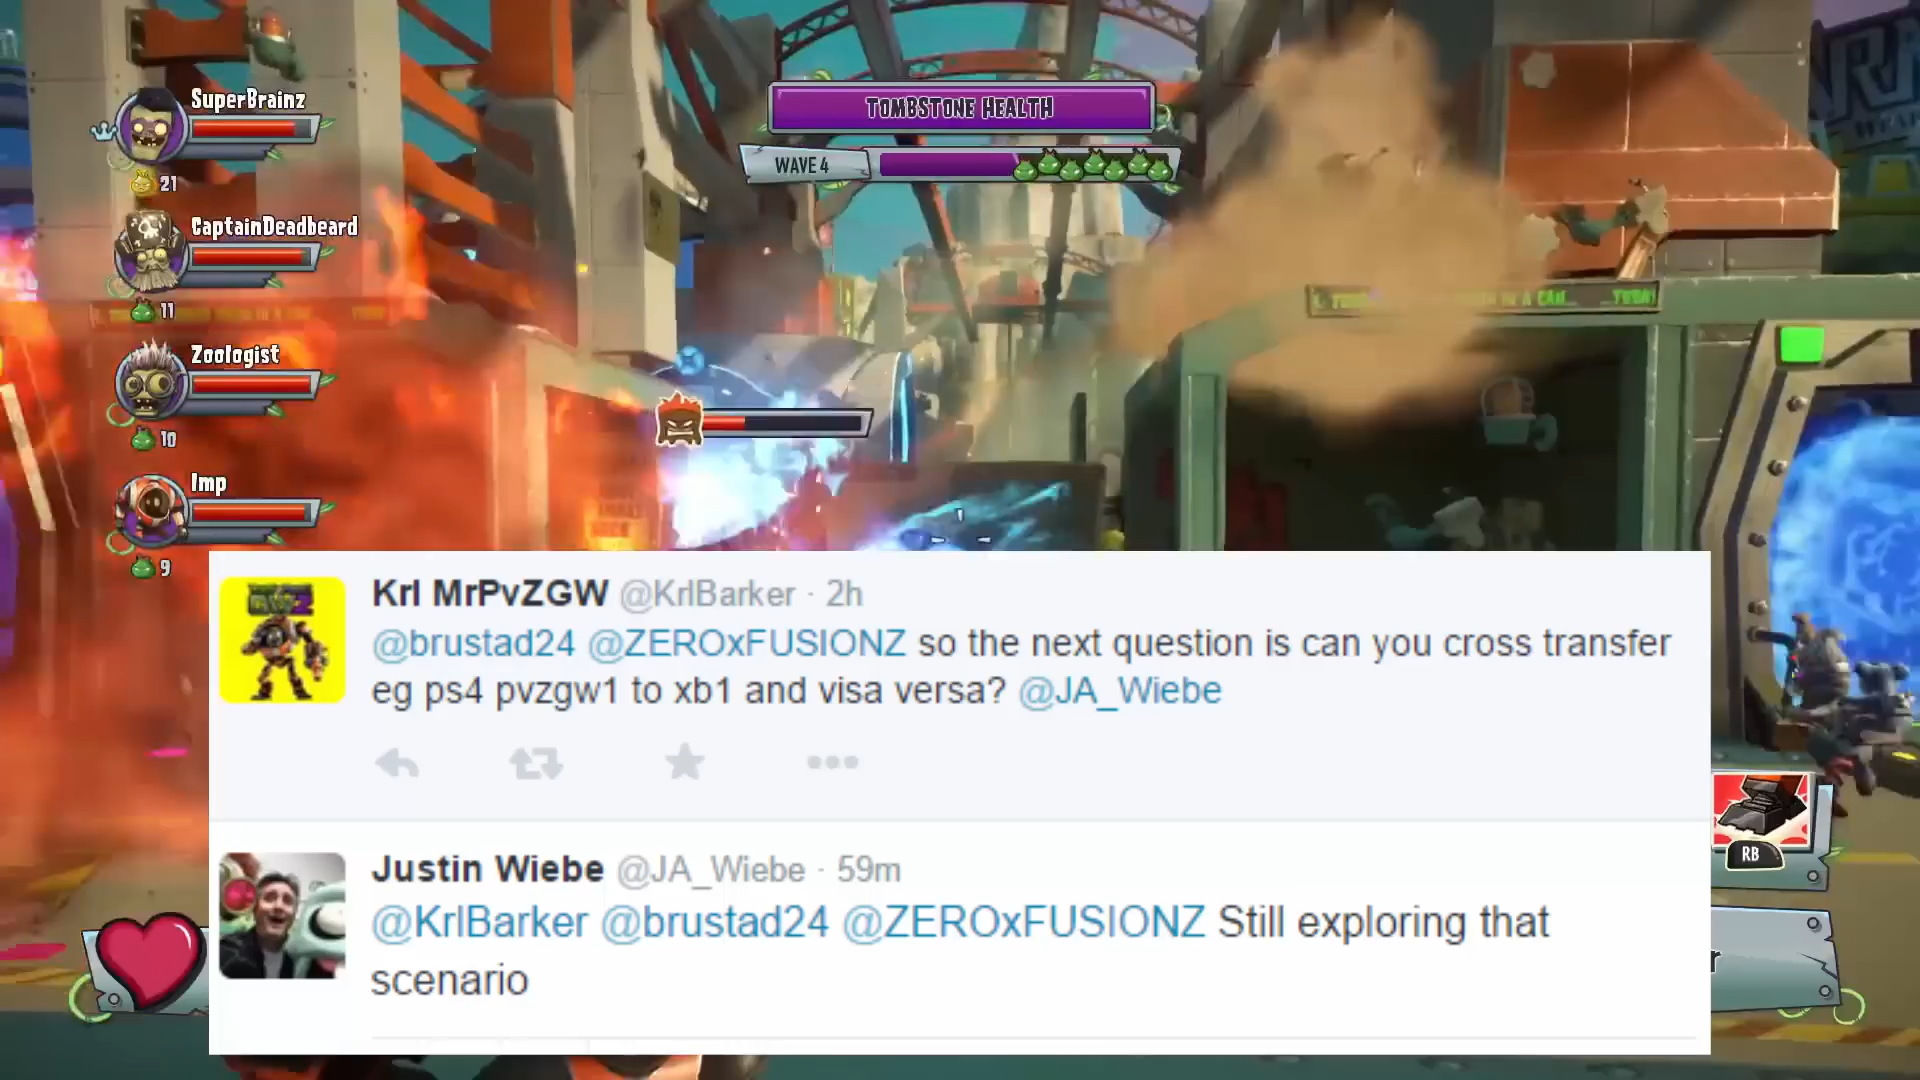 SuperBrainz
21
CaptainDeadbeard
11
Zoologist
10
Imp
9
TOMBSTONE HEALTH
WAVE 4
Krl MrPvZGW @KrlBarker · 2h
@brustad24 @ZEROxFUSIONZ so the next question is can you cross transfer
eg ps4 pvzgw1 to xb1 and visa versa? @JA_Wiebe
Justin Wiebe @JA_Wiebe · 59m
@KrlBarker @brustad24 @ZEROxFUSIONZ Still exploring that
scenario
RB